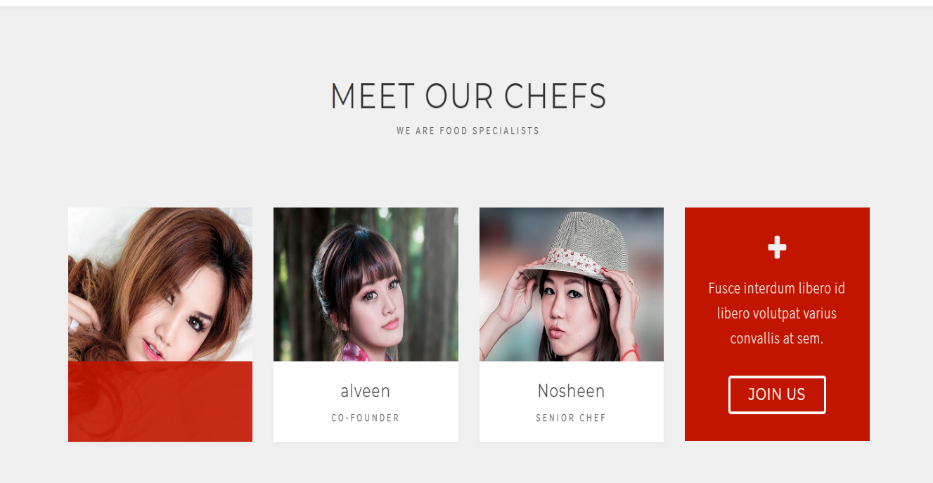 MEET OUR CHEFS
WE ARE FOOD SPECIALISTS
alveen
CO-FOUNDER
Nosheen
SENIOR CHEF
Fusce interdum libero id
libero volutpat varius
convallis at sem.
JOIN US